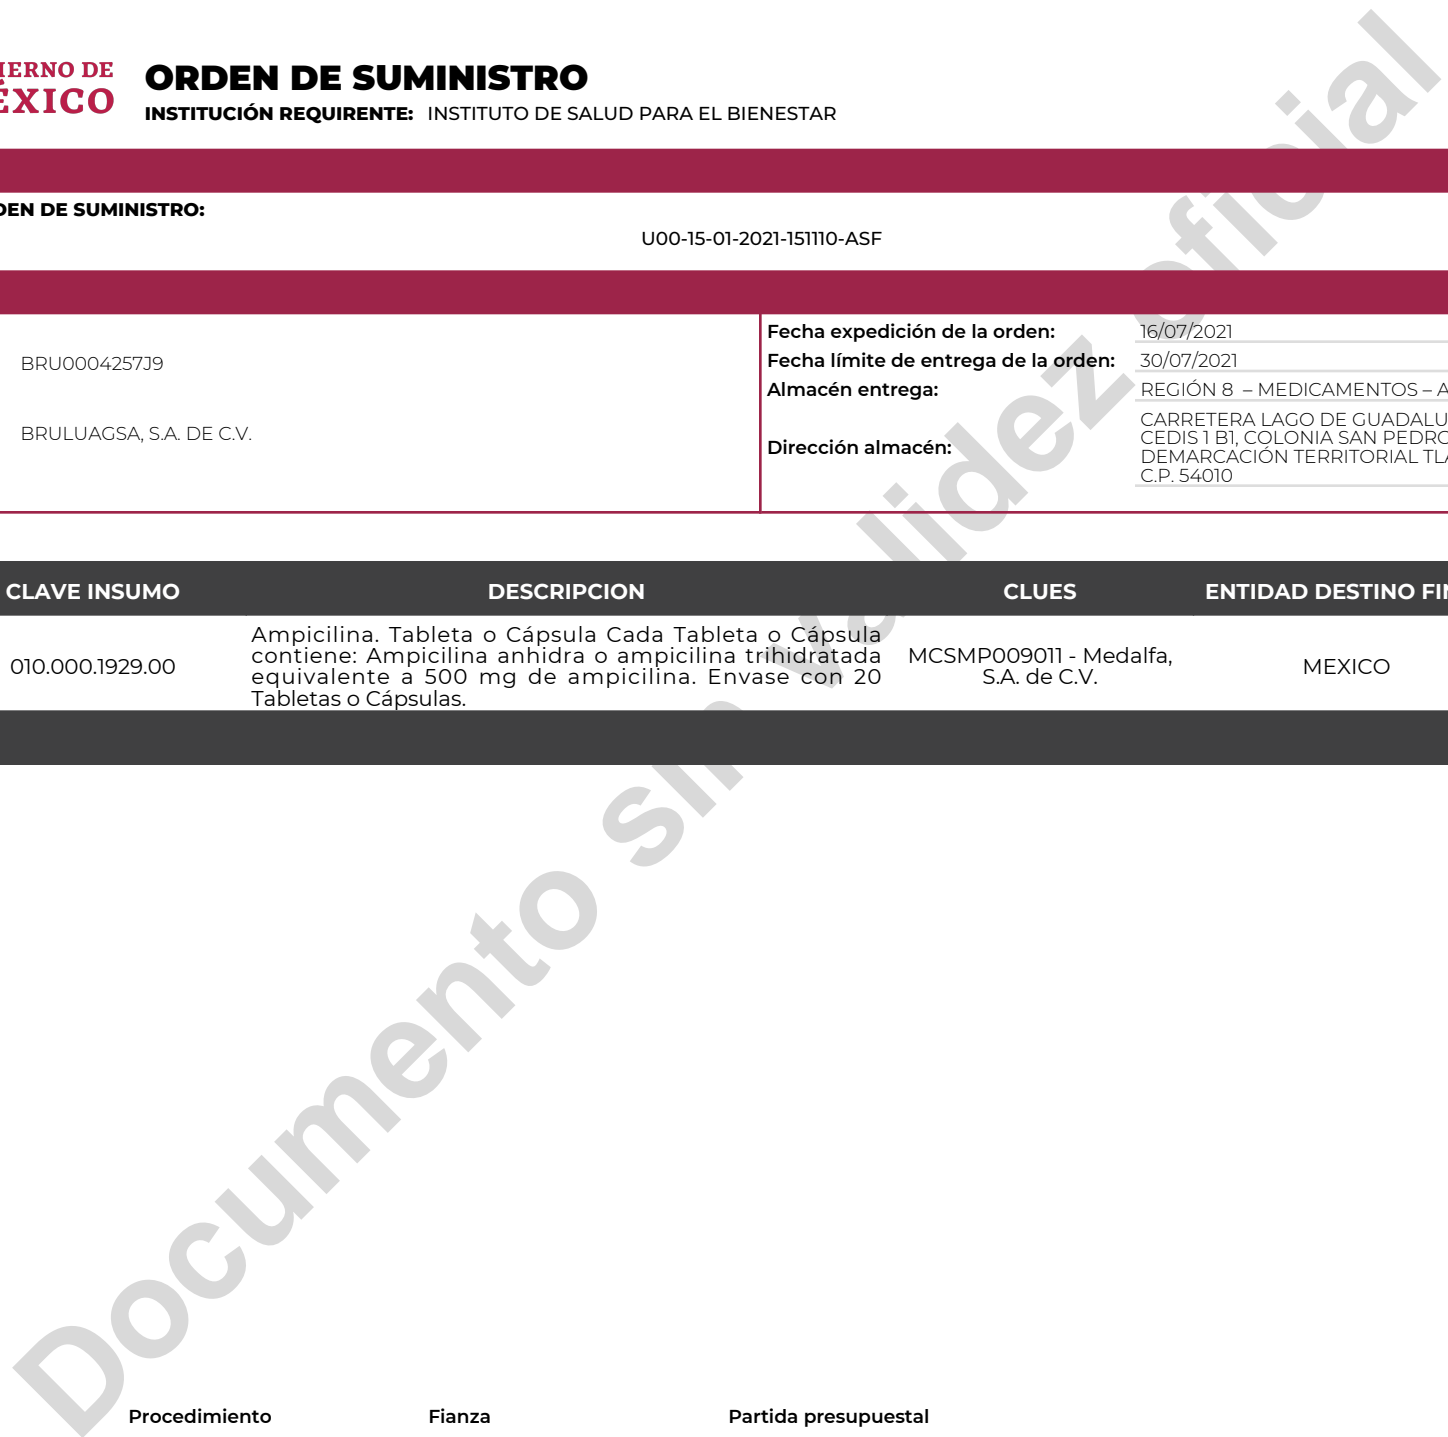 IERNO DE
ÉXICO
ORDEN DE SUMINISTRO
INSTITUCIÓN REQUIRENTE: INSTITUTO DE SALUD PARA EL BIENESTAR
DEN DE SUMINISTRO:
U00-15-01-2021-151110-ASF
BRU0004257J9
BRULUAGSA, S.A. DE C.V.
Fecha expedición de la orden: 16/07/2021
Fecha límite de entrega de la orden: 30/07/2021
Almacén entrega: REGIÓN 8 – MEDICAMENTOS – A
Dirección almacén:
CARRETERA LAGO DE GUADALU
CEDIS 1 B1, COLONIA SAN PEDRO
DEMARCACIÓN TERRITORIAL TLA
C.P. 54010
CLAVE INSUMO DESCRIPCION CLUES ENTIDAD DESTINO FIN
010.000.1929.00
Ampicilina. Tableta o Cápsula Cada Tableta o Cápsula
contiene: Ampicilina anhidra o ampicilina trihidratada
equivalente a 500 mg de ampicilina. Envase con 20
Tabletas o Cápsulas.
MCSMP009011 - Medalfa,
S.A. de C.V.
MEXICO
Documento sin validez oficial
Procedimiento Fianza Partida presupuestal